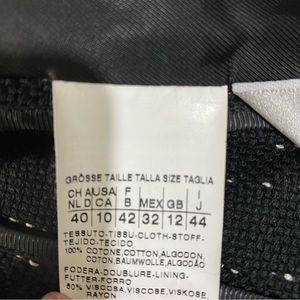 GRÖSSE TAILLE TALLA SIZE TAGLIA
CH A USA F
NL D CA B MEX GB J
40 10 42 32 12 44
TESSUTO-TISSU-CLOTH-STOFF-
TEJIDO-TECIDO
100% COTONE,COTTON,ALGODON,
COTON,BAUMWOLLE,ALGODÃO
FODERA-DOUBLURE-LINING-
FUTTER-FORRO
60% VISCOSA,VISCOSE,VISKOSE,
RAYON